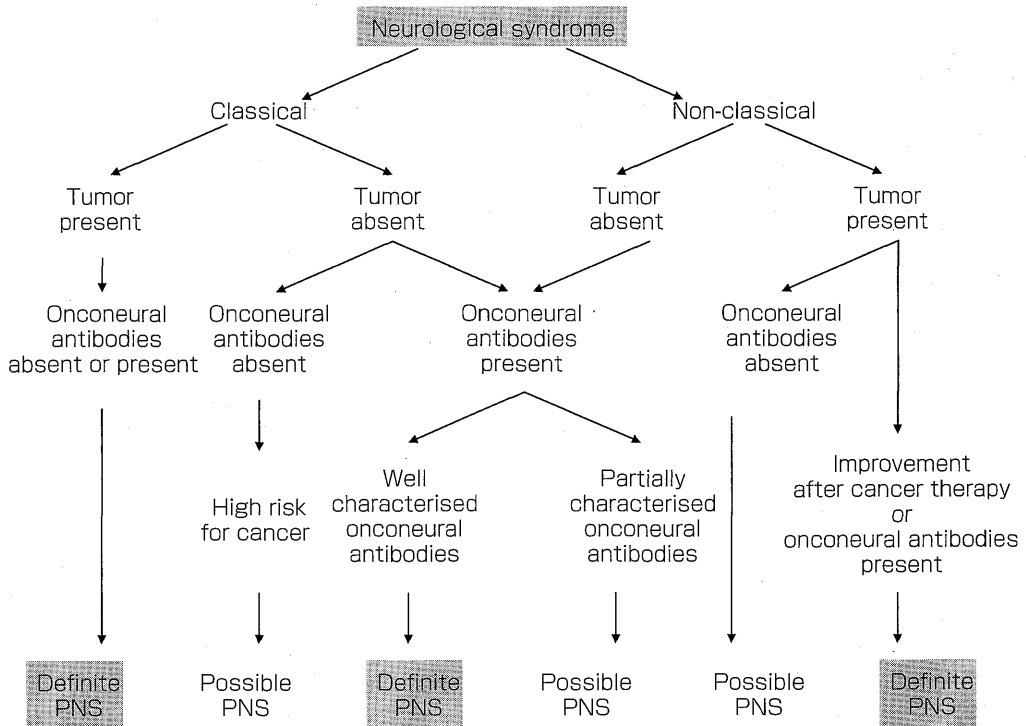 Neurological syndrome
Classical
Non-classical
Tumor
present
Tumor
absent
Tumor
absent
Tumor
present
Onconeural
antibodies
absent or present
Onconeural
antibodies
absent
Onconeural
antibodies
present
Onconeural
antibodies
absent
High risk
for cancer
Well
characterised
onconeural
antibodies
Partially
characterised
onconeural
antibodies
Improvement
after cancer therapy
or
onconeural antibodies
present
Definite
PNS
Possible
PNS
Definite
PNS
Possible
PNS
Possible
PNS
Definite
PNS